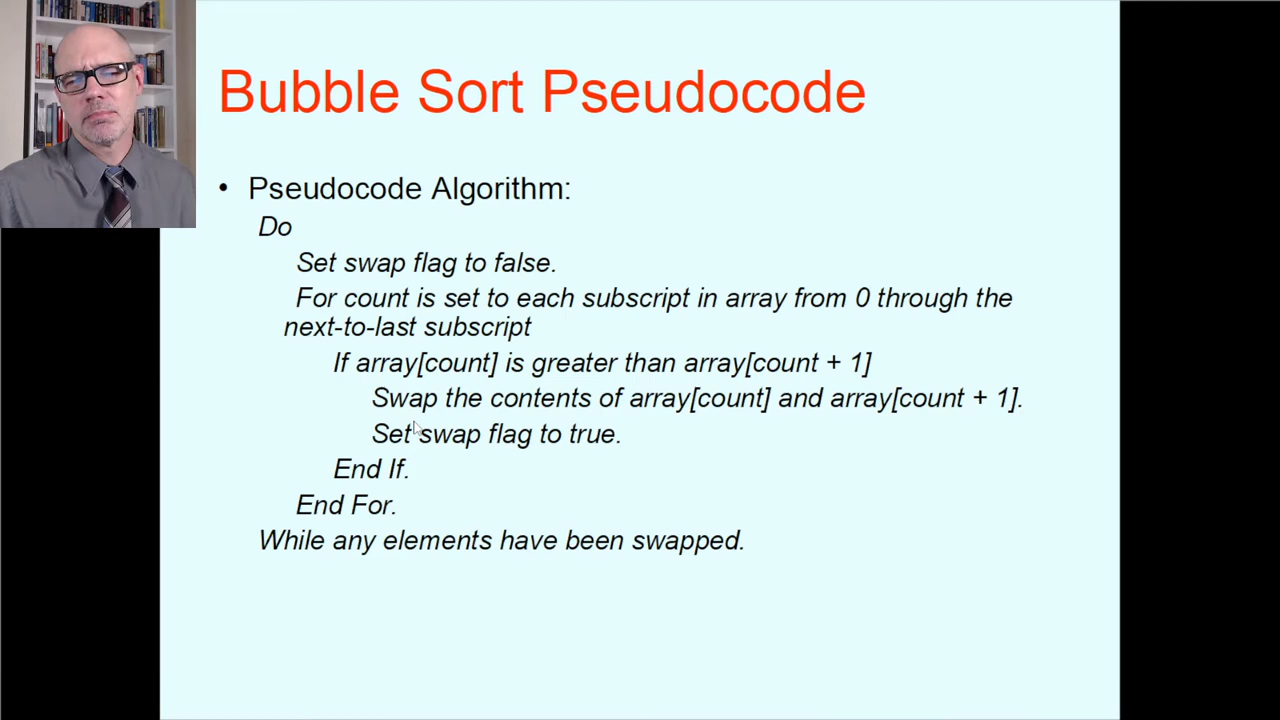 Bubble Sort Pseudocode
• Pseudocode Algorithm:
Do
Set swap flag to false.
For count is set to each subscript in array from 0 through the
next-to-last subscript
If array[count] is greater than array[count + 1]
Swap the contents of array[count] and array[count + 1].
Set swap flag to true.
End If.
End For.
While any elements have been swapped.